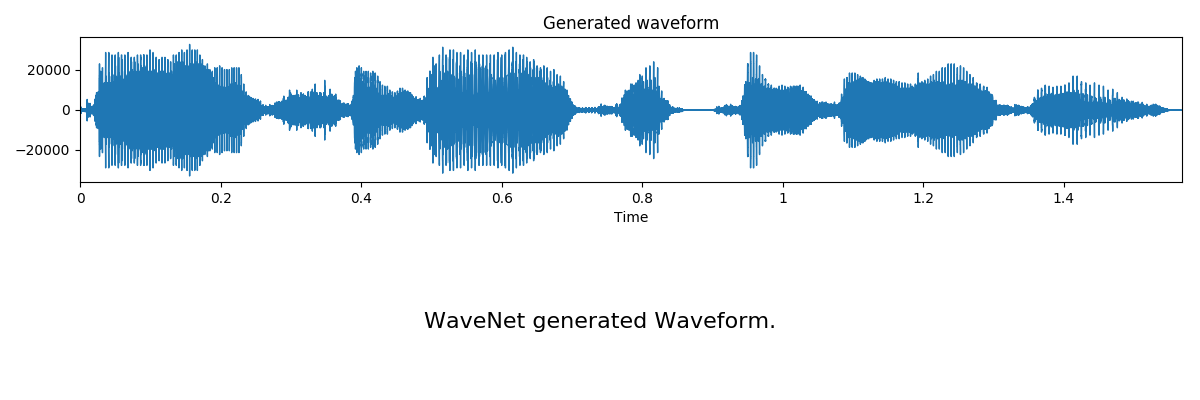 Generated waveform
20000
0
−20000
0 0.2 0.4 0.6 0.8 1 1.2 1.4
Time
WaveNet generated Waveform.